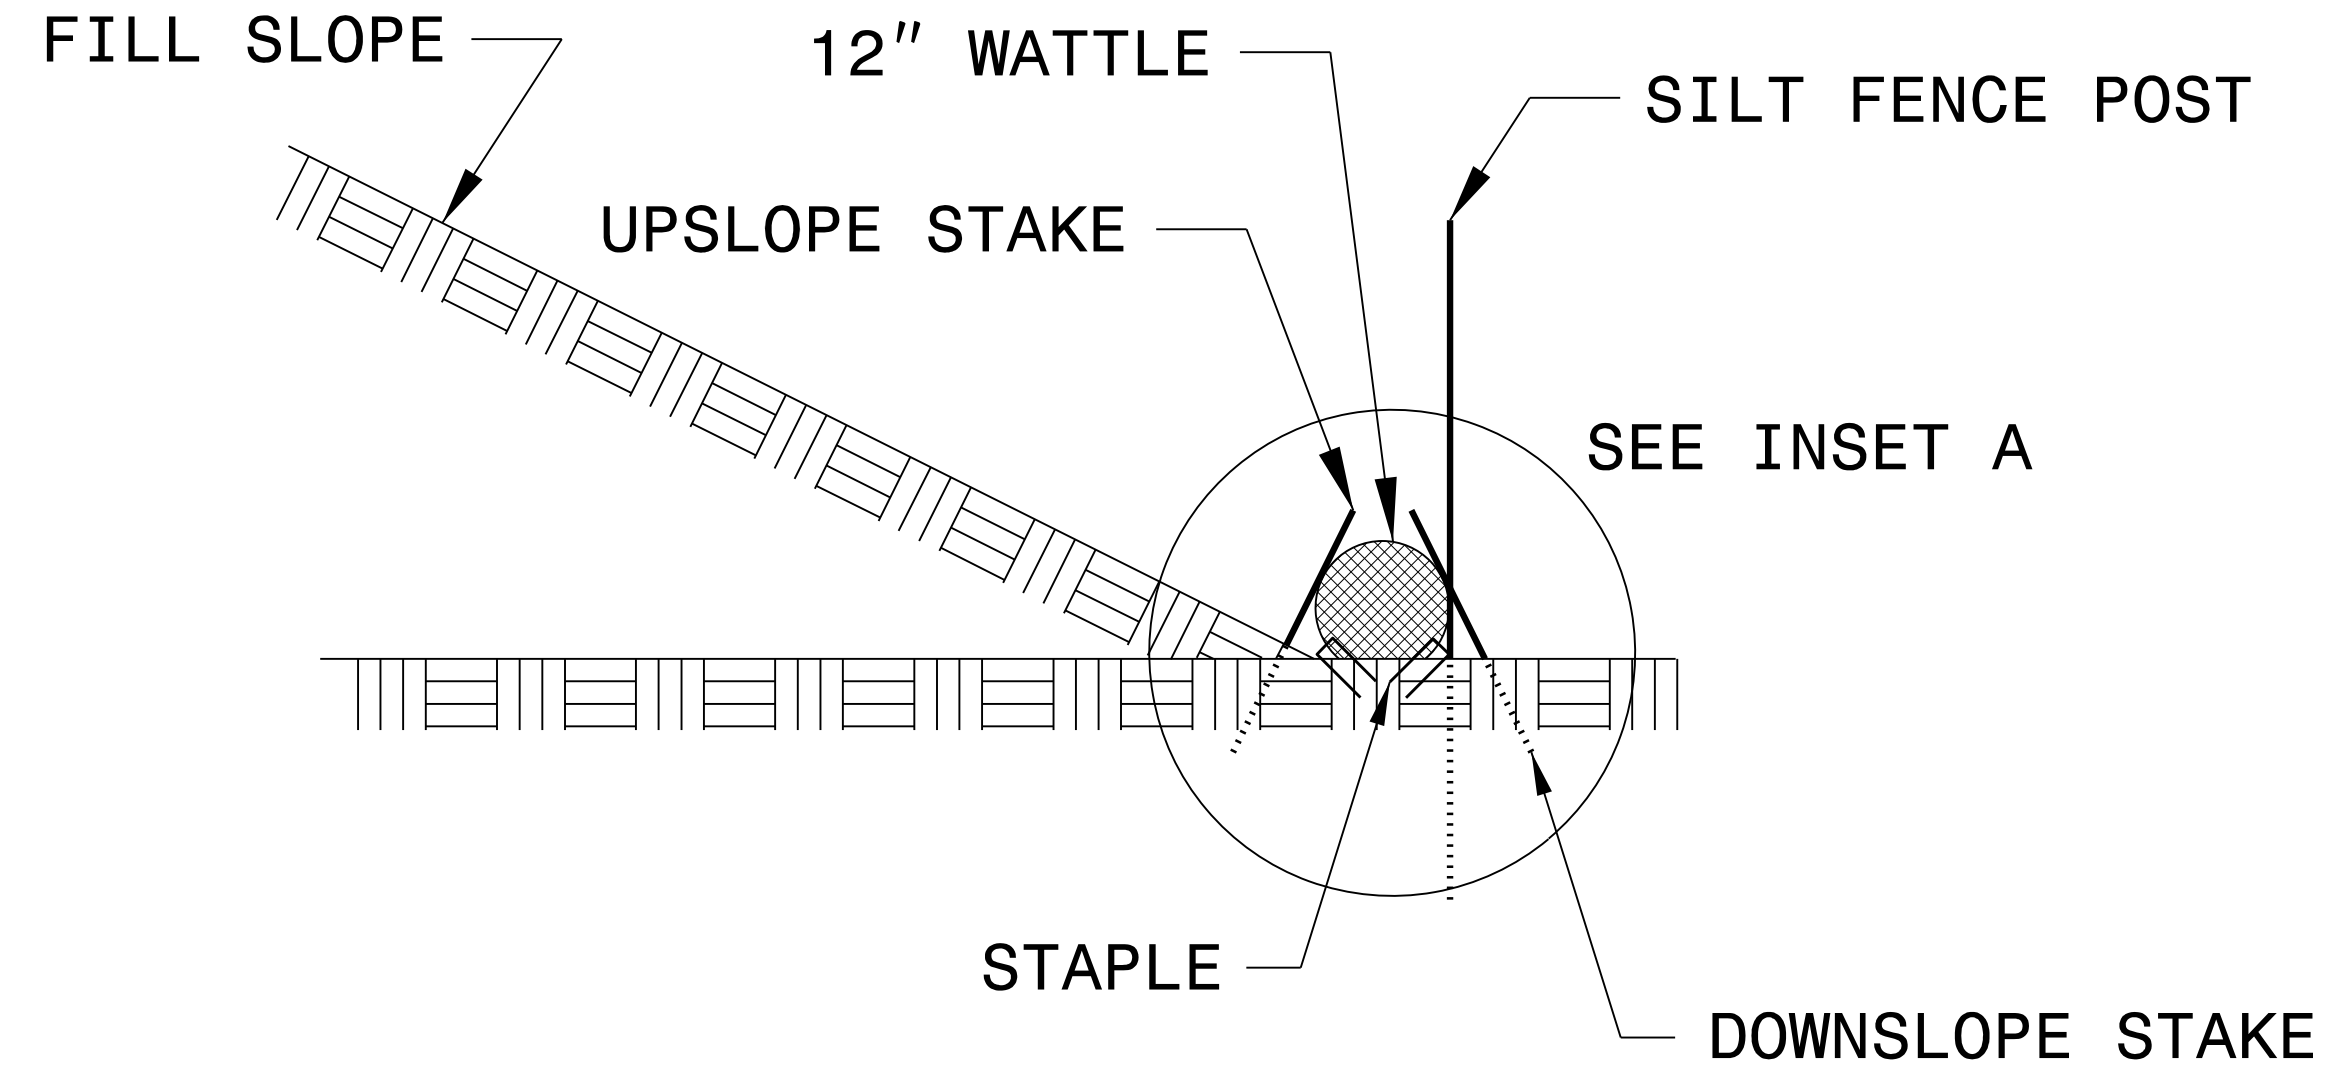 FILL SLOPE
12" WATTLE
SILT FENCE POST
UPSLOPE STAKE
SEE INSET A
STAPLE
DOWNSLOPE STAKE